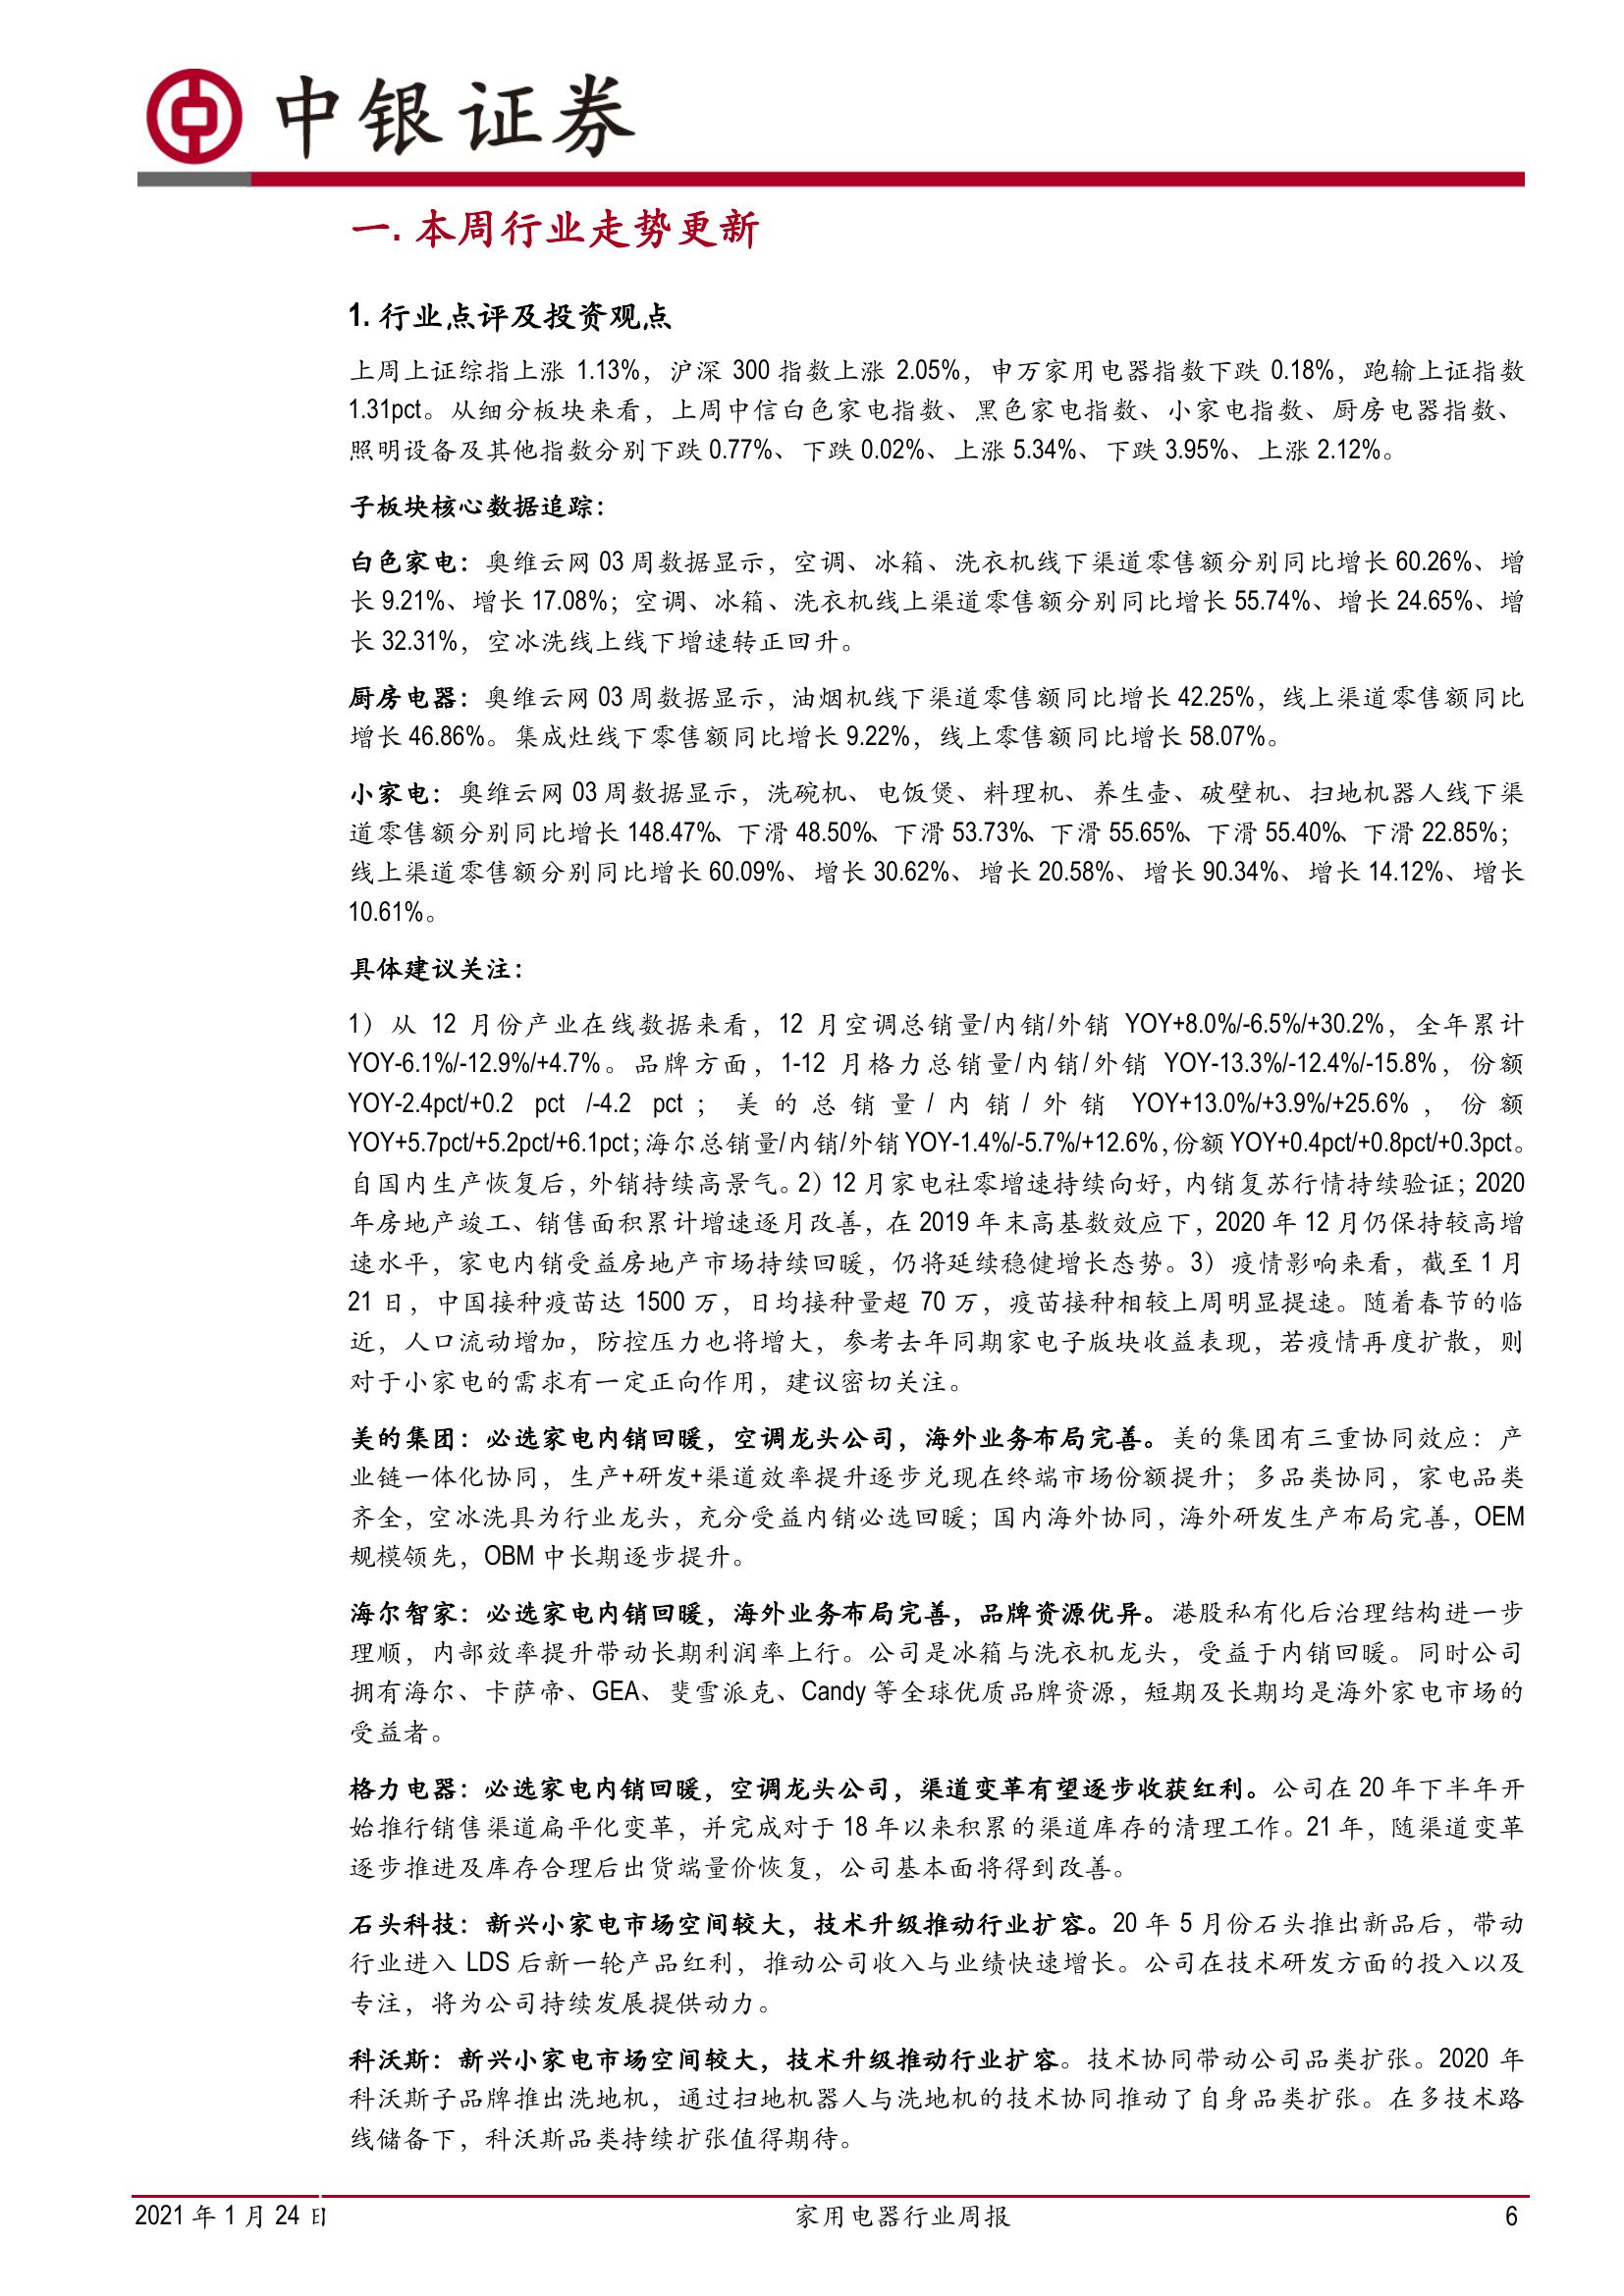 中银证券
一. 本周行业走势更新
1. 行业点评及投资观点
上周上证综指上涨 1.13%，沪深 300 指数上涨 2.05%，申万家用电器指数下跌 0.18%，跑输上证指数
1.31pct。从细分板块来看，上周中信白色家电指数、黑色家电指数、小家电指数、厨房电器指数、
照明设备及其他指数分别下跌 0.77%、下跌 0.02%、上涨 5.34%、下跌 3.95%、上涨 2.12%。
子板块核心数据追踪：
白色家电：奥维云网 03 周数据显示，空调、冰箱、洗衣机线下渠道零售额分别同比增长 60.26%、增
长 9.21%、增长 17.08%；空调、冰箱、洗衣机线上渠道零售额分别同比增长 55.74%、增长 24.65%、增
长 32.31%，空冰洗线上线下增速转正回升。
厨房电器：奥维云网 03 周数据显示，油烟机线下渠道零售额同比增长 42.25%，线上渠道零售额同比
增长 46.86%。集成灶线下零售额同比增长 9.22%，线上零售额同比增长 58.07%。
小家电：奥维云网 03 周数据显示，洗碗机、电饭煲、料理机、养生壶、破壁机、扫地机器人线下渠
道零售额分别同比增长 148.47%、下滑 48.50%、下滑 53.73%、下滑 55.65%、下滑 55.40%、下滑 22.85%；
线上渠道零售额分别同比增长 60.09%、增长 30.62%、增长 20.58%、增长 90.34%、增长 14.12%、增长
10.61%。
具体建议关注：
1）从 12 月份产业在线数据来看，12 月空调总销量/内销/外销 YOY+8.0%/-6.5%/+30.2%，全年累计
YOY-6.1%/-12.9%/+4.7%。品牌方面，1-12 月格力总销量/内销/外销 YOY-13.3%/-12.4%/-15.8%，份额
YOY-2.4pct/+0.2 pct /-4.2 pct；美的总销量/内销/外销 YOY+13.0%/+3.9%/+25.6%，份额
YOY+5.7pct/+5.2pct/+6.1pct；海尔总销量/内销/外销 YOY-1.4%/-5.7%/+12.6%，份额 YOY+0.4pct/+0.8pct/+0.3pct。
自国内生产恢复后，外销持续高景气。2）12 月家电社零增速持续向好，内销复苏行情持续验证；2020
年房地产竣工、销售面积累计增速逐月改善，在 2019 年末高基数效应下，2020 年 12 月仍保持较高增
速水平，家电内销受益房地产市场持续回暖，仍将延续稳健增长态势。3）疫情影响来看，截至 1 月
21 日，中国接种疫苗达 1500 万，日均接种量超 70 万，疫苗接种相较上周明显提速。随着春节的临
近，人口流动增加，防控压力也将增大，参考去年同期家电子版块收益表现，若疫情再度扩散，则
对于小家电的需求有一定正向作用，建议密切关注。
美的集团：必选家电内销回暖，空调龙头公司，海外业务布局完善。美的集团有三重协同效应：产
业链一体化协同，生产+研发+渠道效率提升逐步兑现在终端市场份额提升；多品类协同，家电品类
齐全，空冰洗具为行业龙头，充分受益内销必选回暖；国内海外协同，海外研发生产布局完善，OEM
规模领先，OBM 中长期逐步提升。
海尔智家：必选家电内销回暖，海外业务布局完善，品牌资源优异。港股私有化后治理结构进一步
理顺，内部效率提升带动长期利润率上行。公司是冰箱与洗衣机龙头，受益于内销回暖。同时公司
拥有海尔、卡萨帝、GEA、斐雪派克、Candy 等全球优质品牌资源，短期及长期均是海外家电市场的
受益者。
格力电器：必选家电内销回暖，空调龙头公司，渠道变革有望逐步收获红利。公司在 20 年下半年开
始推行销售渠道扁平化变革，并完成对于 18 年以来积累的渠道库存的清理工作。21 年，随渠道变革
逐步推进及库存合理后出货端量价恢复，公司基本面将得到改善。
石头科技：新兴小家电市场空间较大，技术升级推动行业扩容。20 年 5 月份石头推出新品后，带动
行业进入 LDS 后新一轮产品红利，推动公司收入与业绩快速增长。公司在技术研发方面的投入以及
专注，将为公司持续发展提供动力。
科沃斯：新兴小家电市场空间较大，技术升级推动行业扩容。技术协同带动公司品类扩张。2020 年
科沃斯子品牌推出洗地机，通过扫地机器人与洗地机的技术协同推动了自身品类扩张。在多技术路
线储备下，科沃斯品类持续扩张值得期待。
2021 年 1 月 24 日 家用电器行业周报 6